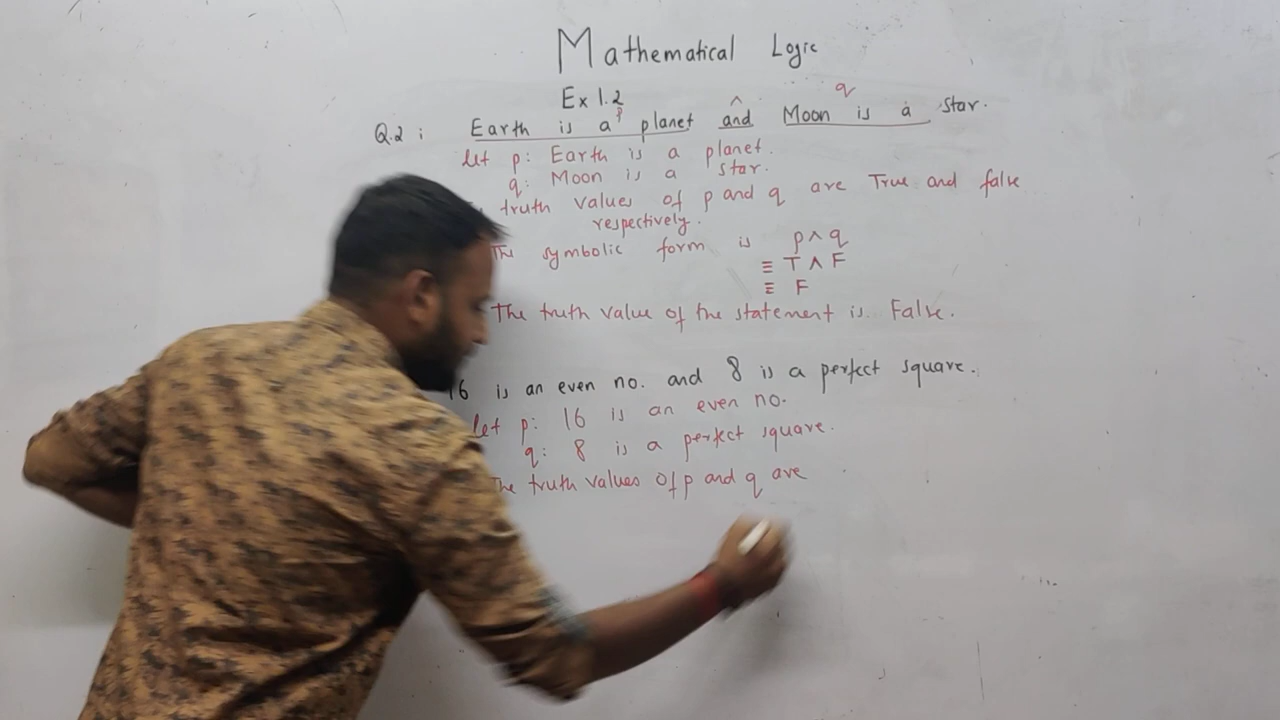 Mathematical Logic
Ex 1.2
^ q
Q.2 : Earth is a planet and Moon is a star.
p
let p: Earth is a planet.
q: Moon is a star.
truth values of p and q are True and false
respectively.
The symbolic form is p ∧ q
≡ T ∧ F
≡ F
The truth value of the statement is False.
16 is an even no. and 8 is a perfect square.
let p: 16 is an even no.
q: 8 is a perfect square.
The truth values of p and q are